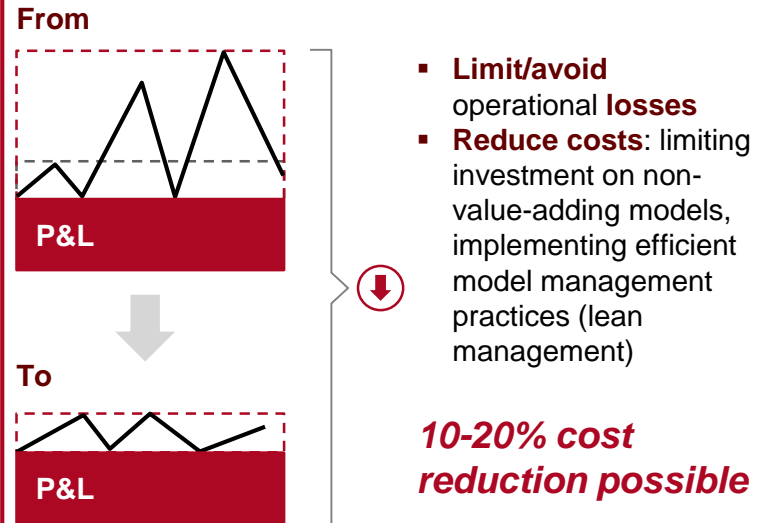 From
P&L
To
P&L
▪ Limit/avoid
operational losses
▪ Reduce costs: limiting
investment on non-
value-adding models,
implementing efficient
model management
practices (lean
management)
10-20% cost
reduction possible